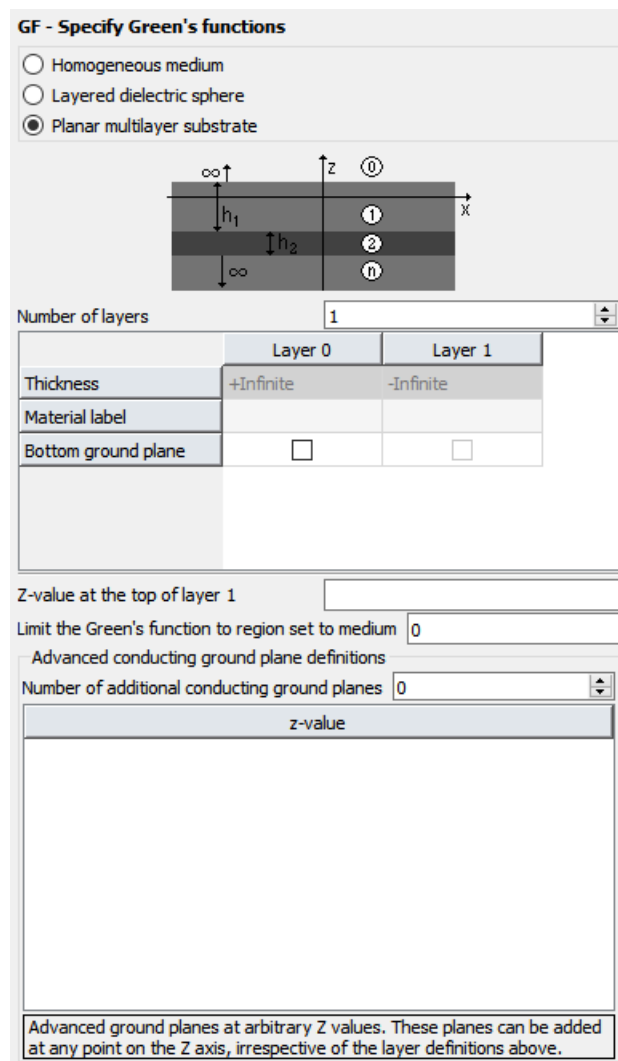 GF - Specify Green's functions
Homogeneous medium
Layered dielectric sphere
Planar multilayer substrate
∞ z 0
h1 1 x
h2 2
∞ n
Number of layers 1
Layer 0 Layer 1
Thickness +Infinite -Infinite
Material label
Bottom ground plane
Z-value at the top of layer 1
Limit the Green's function to region set to medium 0
Advanced conducting ground plane definitions
Number of additional conducting ground planes 0
z-value
Advanced ground planes at arbitrary Z values. These planes can be added
at any point on the Z axis, irrespective of the layer definitions above.